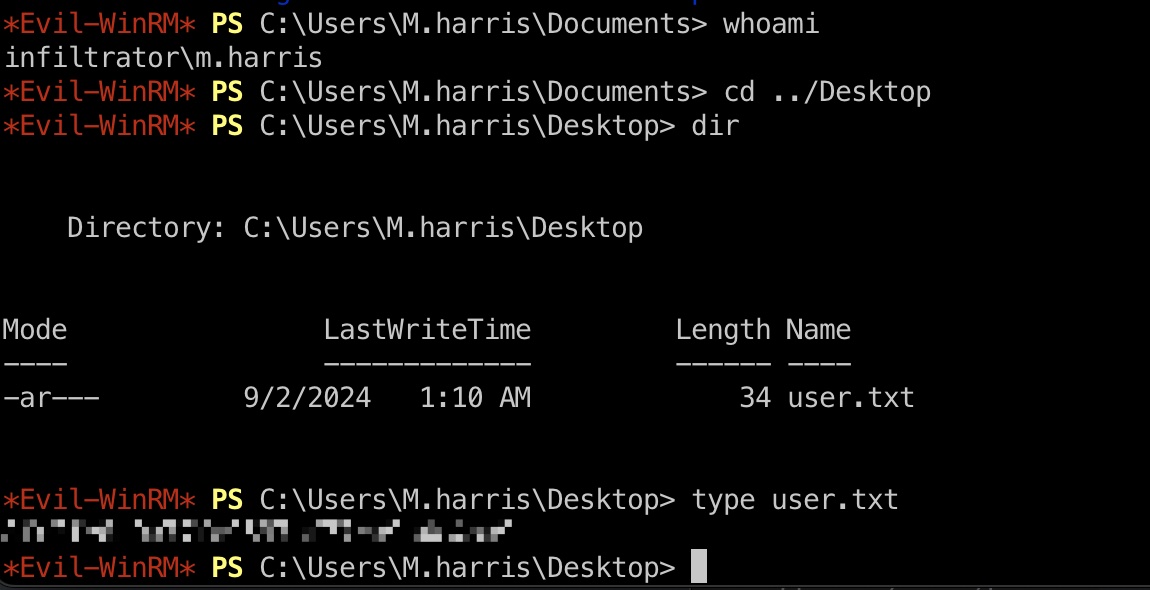 *Evil-WinRM* PS C:\Users\M.harris\Documents> whoami
infiltrator\m.harris
*Evil-WinRM* PS C:\Users\M.harris\Documents> cd ../Desktop
*Evil-WinRM* PS C:\Users\M.harris\Desktop> dir
Directory: C:\Users\M.harris\Desktop
Mode LastWriteTime Length Name
---- ------------- ------ ----
-ar--- 9/2/2024 1:10 AM 34 user.txt
*Evil-WinRM* PS C:\Users\M.harris\Desktop> type user.txt
*Evil-WinRM* PS C:\Users\M.harris\Desktop>